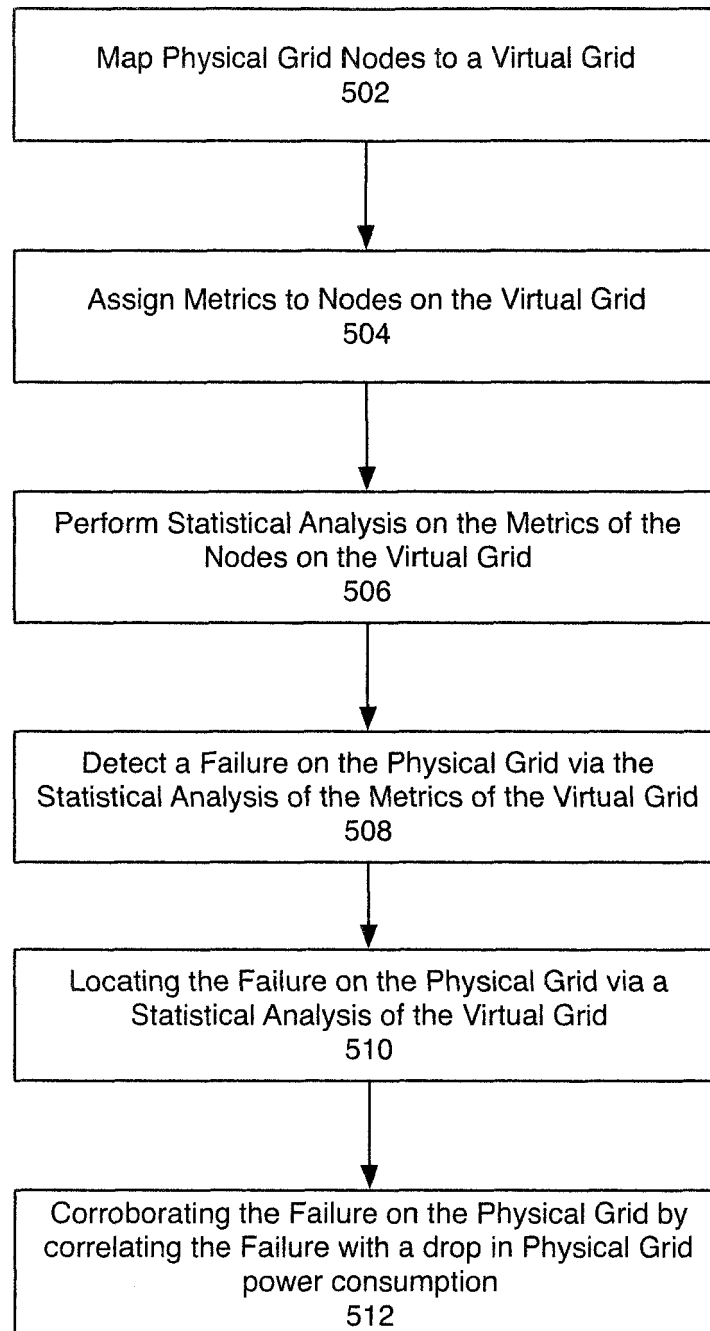 Map Physical Grid Nodes to a Virtual Grid
502
Assign Metrics to Nodes on the Virtual Grid
504
Perform Statistical Analysis on the Metrics of the
Nodes on the Virtual Grid
506
Detect a Failure on the Physical Grid via the
Statistical Analysis of the Metrics of the Virtual Grid
508
Locating the Failure on the Physical Grid via a
Statistical Analysis of the Virtual Grid
510
Corroborating the Failure on the Physical Grid by
correlating the Failure with a drop in Physical Grid
power consumption
512